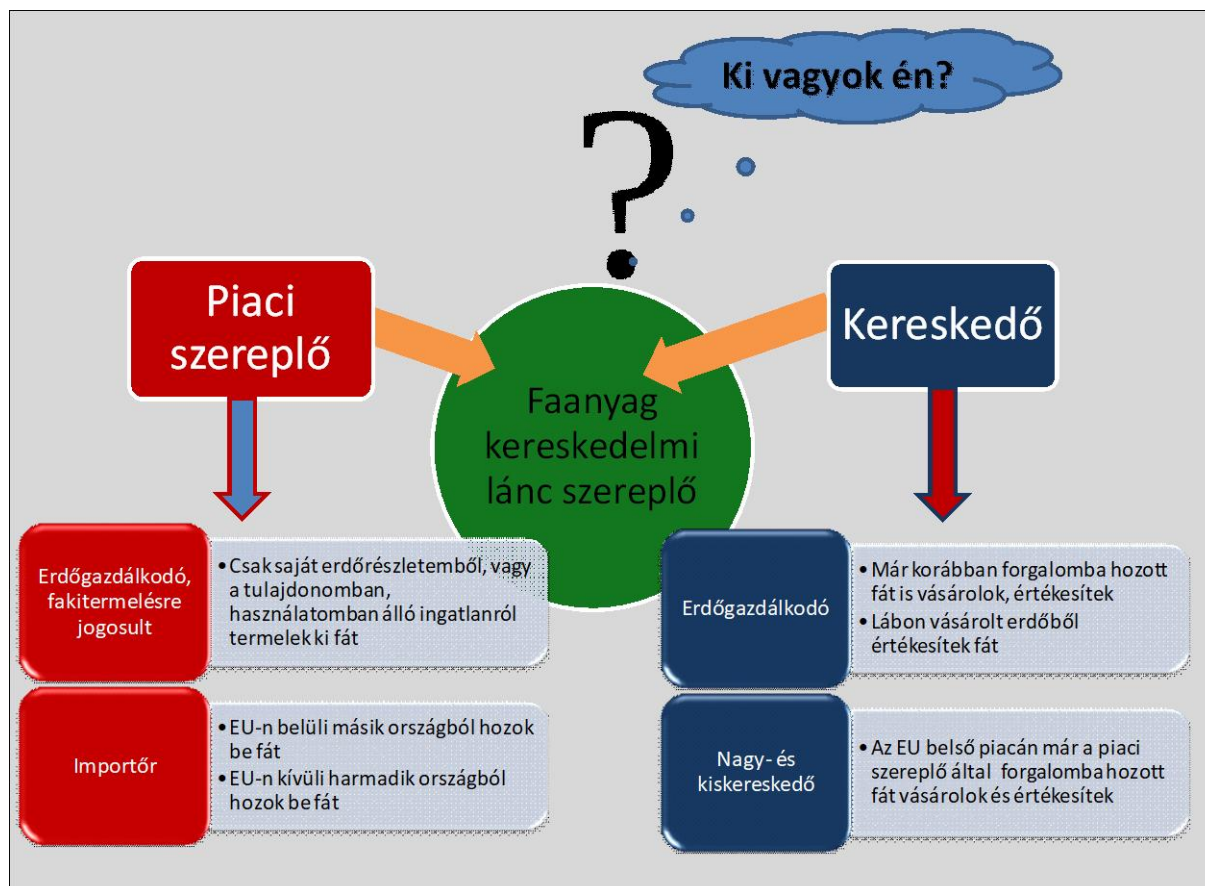 Ki vagyok én?
?
Piaci
szereplő
Kereskedő
Faanyag
kereskedelmi
lánc szereplő
Erdőgazdálkodó,
fakitermelésre
jogosult
• Csak saját erdőrészletemből, vagy
a tulajdonomban,
használatomban álló ingatlanról
termelek ki fát
Importőr
• EU-n belüli másik országból hozok
be fát
• EU-n kívüli harmadik országból
hozok be fát
Erdőgazdálkodó
• Már korábban forgalomba hozott
fát is vásárolok, értékesítek
• Lábon vásárolt erdőből
értékesítek fát
Nagy- és
kiskereskedő
• Az EU belső piacán már a piaci
szereplő által forgalomba hozott
fát vásárolok és értékesítek